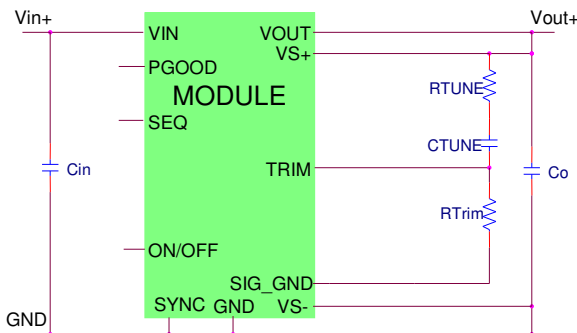 Vin+
Vout+
VIN
VOUT
VS+
PGOOD
RTUNE
MODULE
SEQ
CTUNE
Cin
TRIM
Co
RTrim
ON/OFF
SIG_GND
SYNC
GND
VS-
GND